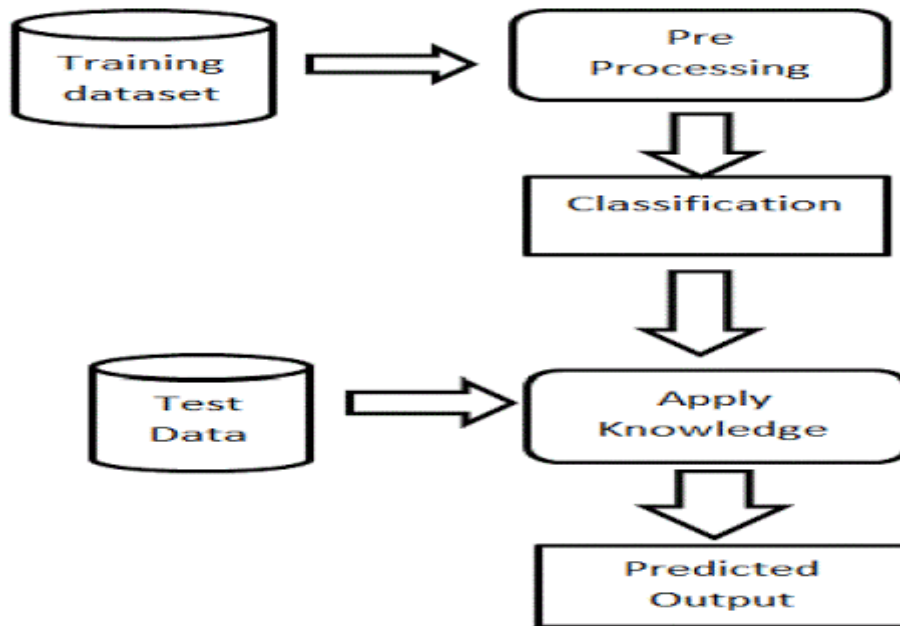 Training
dataset
Pre
Processing
Classification
Test
Data
Apply
Knowledge
Predicted
Output